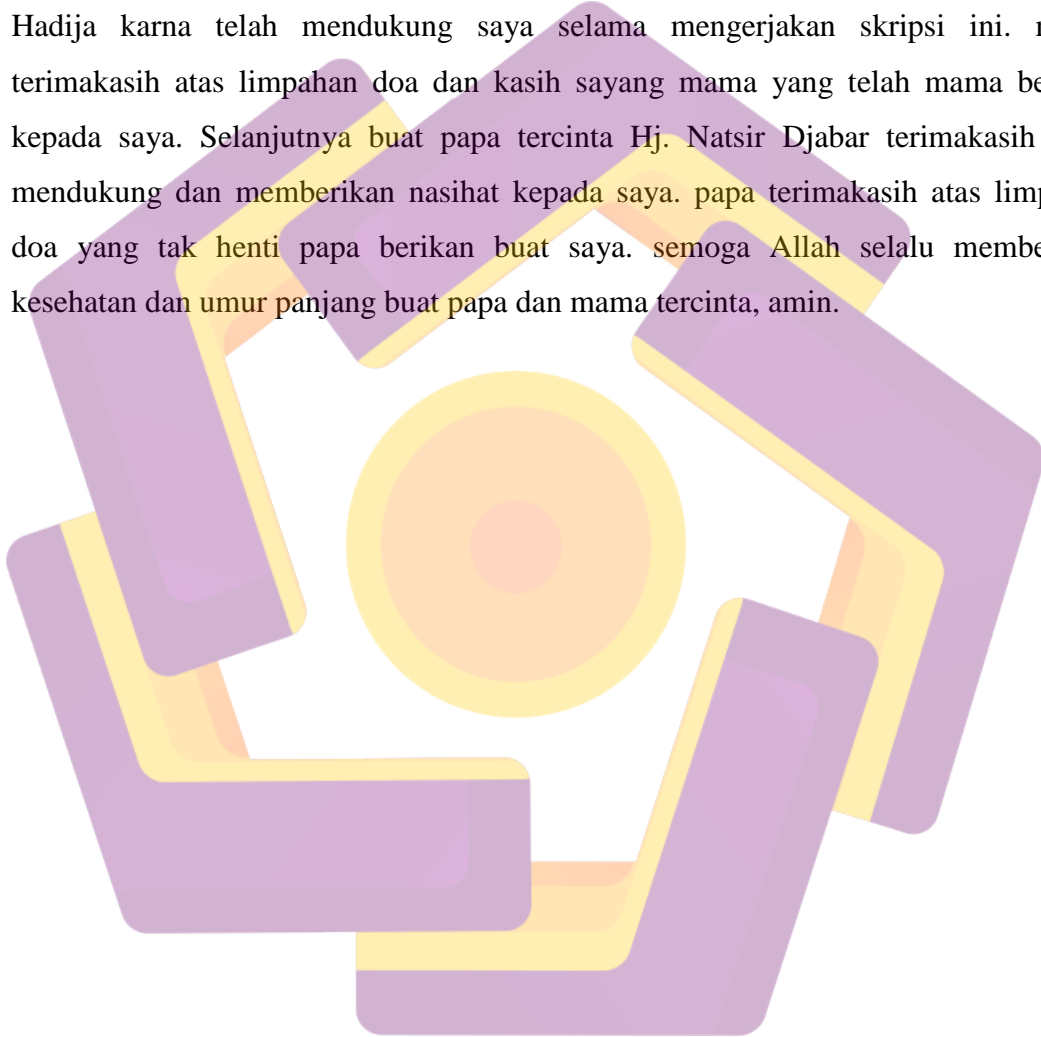 Hadija karna telah mendukung saya selama mengerjakan skripsi ini.
terimakasih atas limpahan doa dan kasih sayang mama yang telah mama
kepada saya. Selanjutnya buat papa tercinta Hj. Natsir Djabar terimakasih
mendukung dan memberikan nasihat kepada saya. papa terimakasih atas
doa yang tak henti papa berikan buat saya. semoga Allah selalu
kesehatan dan umur panjang buat papa dan mama tercinta, amin.